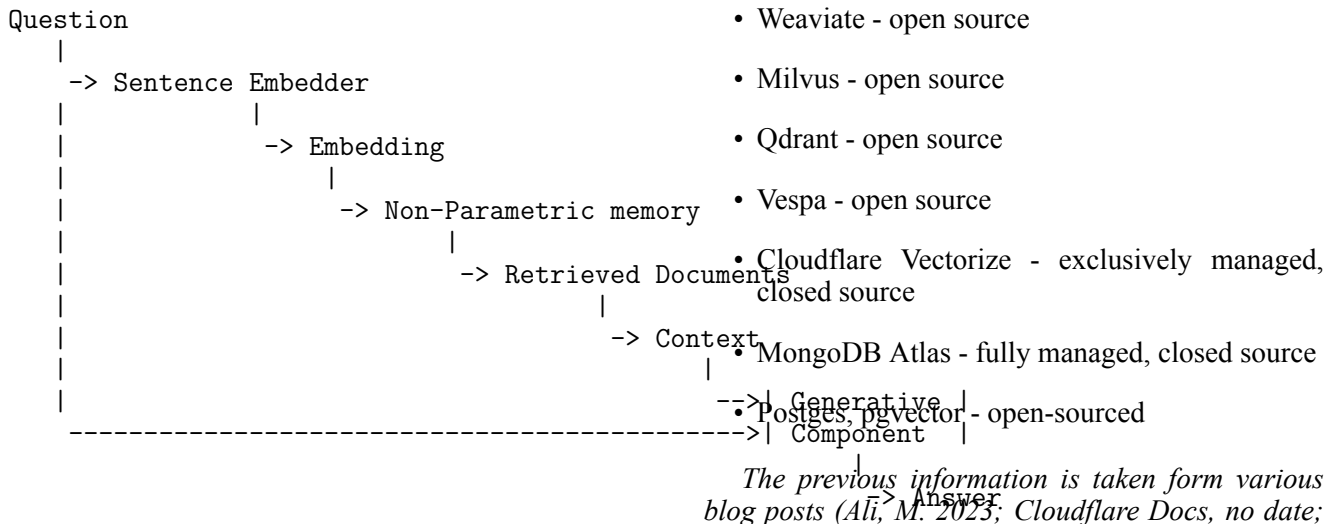 Question
|
-> Sentence Embedder
| |
| -> Embedding
| |
| -> Non-Parametric memory
| |
| -> Retrieved Documents
| |
| -> Context
| |
| -->| Generative |
----------------------------------------------->| Component |
|
-> Answer
• Weaviate - open source
• Milvus - open source
• Qdrant - open source
• Vespa - open source
• Cloudflare Vectorize - exclusively managed,
closed source
• MongoDB Atlas - fully managed, closed source
• Postges, pgvector - open-sourced
The previous information is taken form various
blog posts (Ali, M. 2023; Cloudflare Docs, no date;